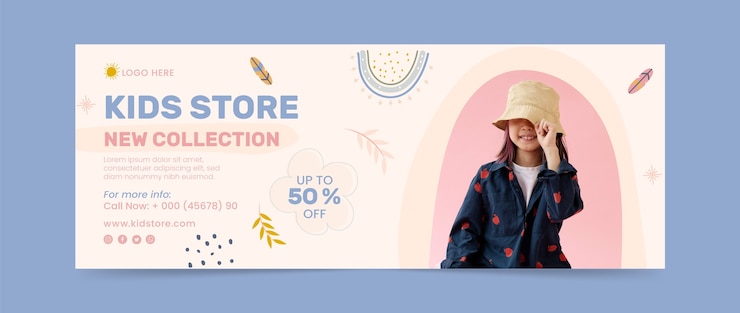 LOGO HERE
KIDS STORE
NEW COLLECTION
Lorem ipsum dolor sit amet,
consectetur adipiscing elit, sed
diam nonummy nibh euismod.
For more info:
Call Now: + 000 (45678) 90
www.kidstore.com
UP TO
50 %
OFF